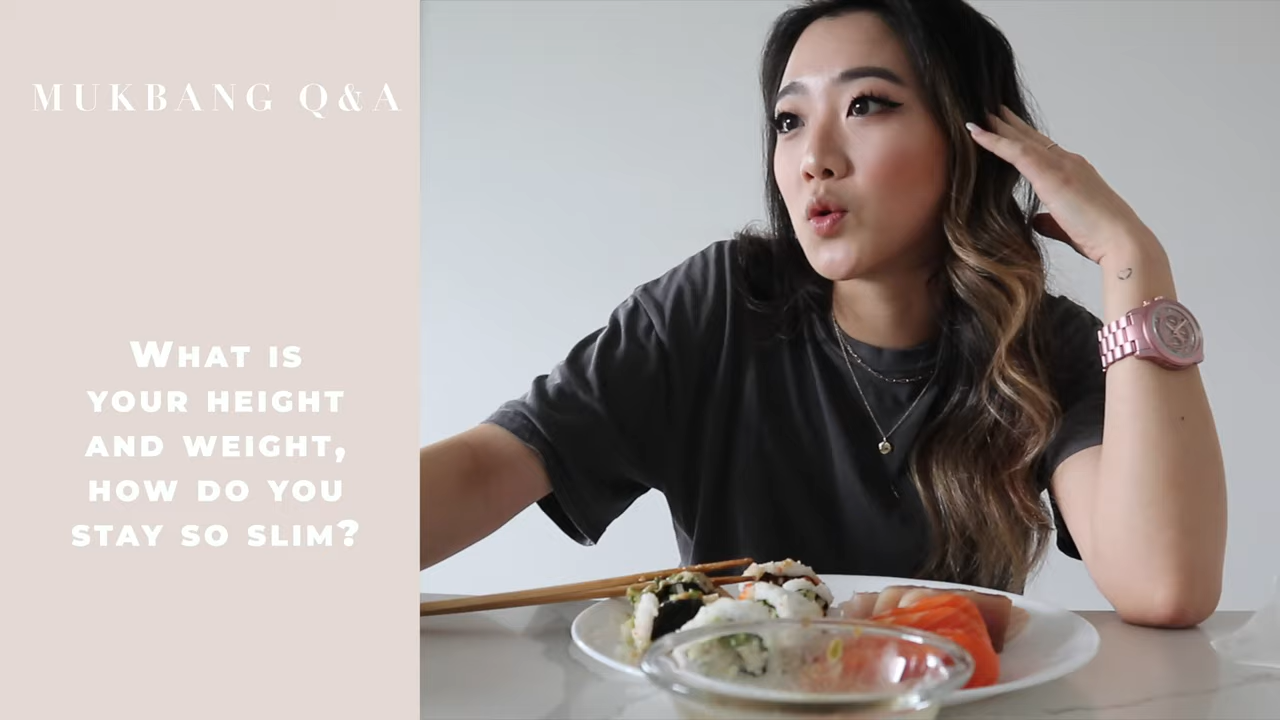 MUKBANG Q&A
WHAT IS
YOUR HEIGHT
AND WEIGHT,
HOW DO YOU
STAY SO SLIM?